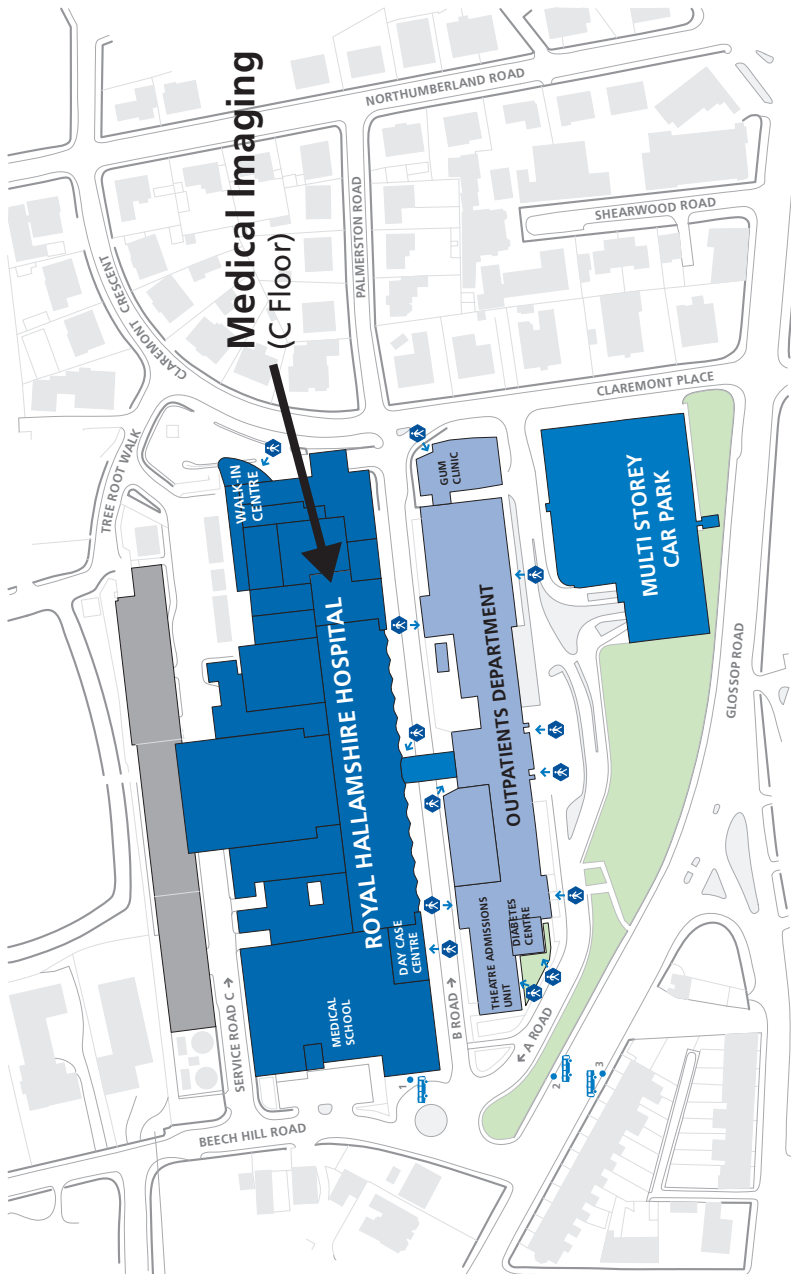 NORTHUMBERLAND ROAD
Medical Imaging
(C Floor)
PALMERSTON ROAD
SHEARWOOD ROAD
CLAREMONT CRESCENT
CLAREMONT PLACE
TREE ROOT WALK
WALK-IN
CENTRE
GUM
CLINIC
MULTI STOREY
CAR PARK
ROYAL HALLAMSHIRE HOSPITAL
OUTPATIENTS DEPARTMENT
GLOSSOP ROAD
DAY CASE
CENTRE
THEATRE ADMISSIONS
UNIT
DIABETES
CENTRE
MEDICAL
SCHOOL
SERVICE ROAD C →
B ROAD →
← A ROAD
BEECH HILL ROAD
1
2
3